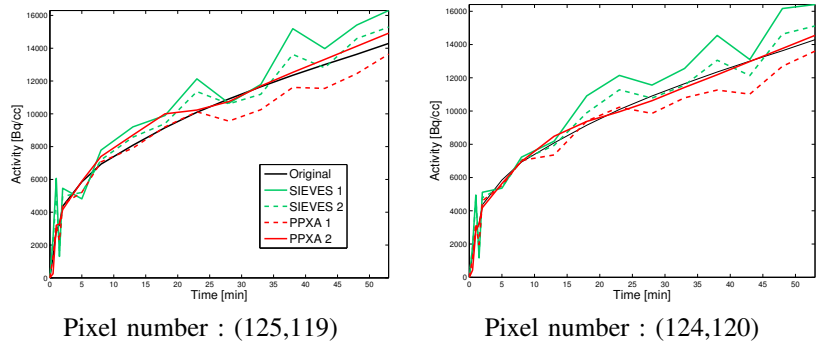 16000
14000
12000
10000
8000
6000
4000
2000
0
Activity [Bq/cc]
0 5 10 15 20 25 30 35 40 45 50
Time [min]
Original
SIEVES 1
SIEVES 2
PPXA 1
PPXA 2
Pixel number : (125,119)
16000
14000
12000
10000
8000
6000
4000
2000
0
Activity [Bq/cc]
0 5 10 15 20 25 30 35 40 45 50
Time [min]
Pixel number : (124,120)